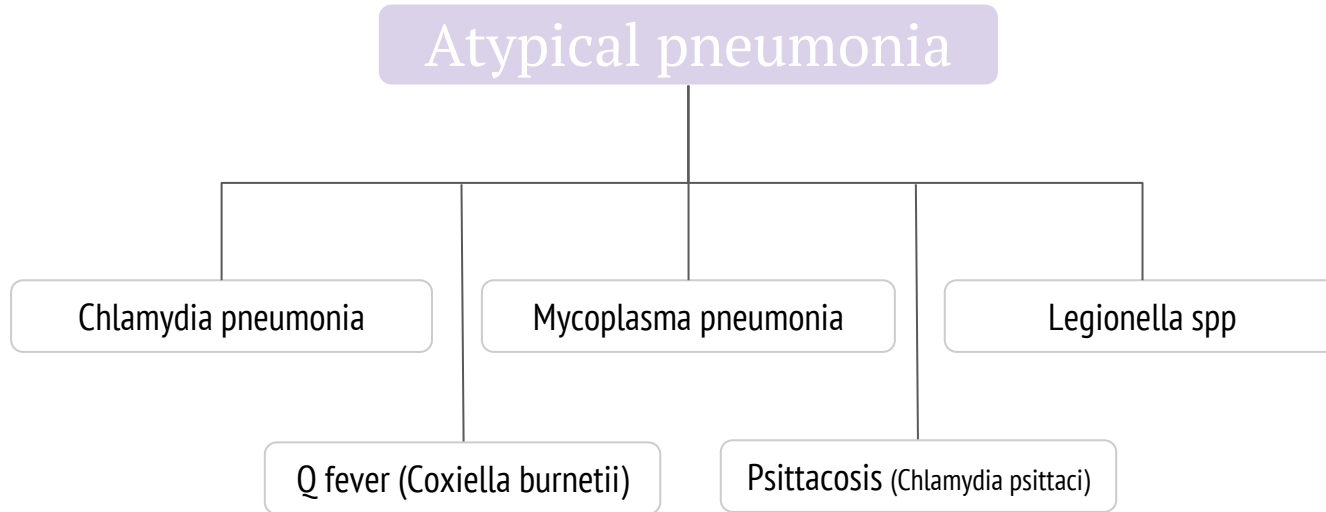 Atypical pneumonia
Chlamydia pneumonia
Mycoplasma pneumonia
Legionella spp
Q fever (Coxiella burnetii)
Psittacosis (Chlamydia psittaci)